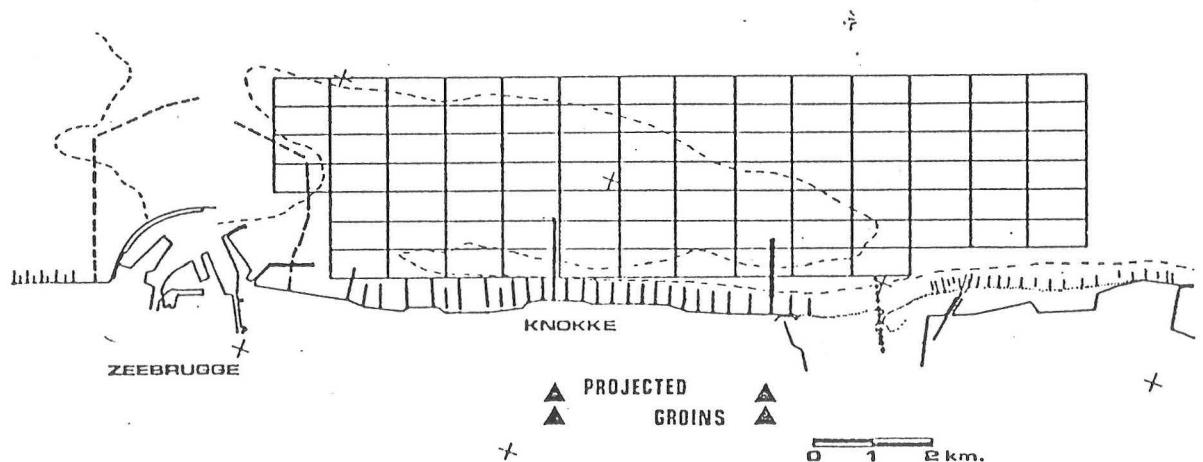 KNOKKE
ZEEBRUGGE
PROJECTED
GROINS
0 1 2 km.